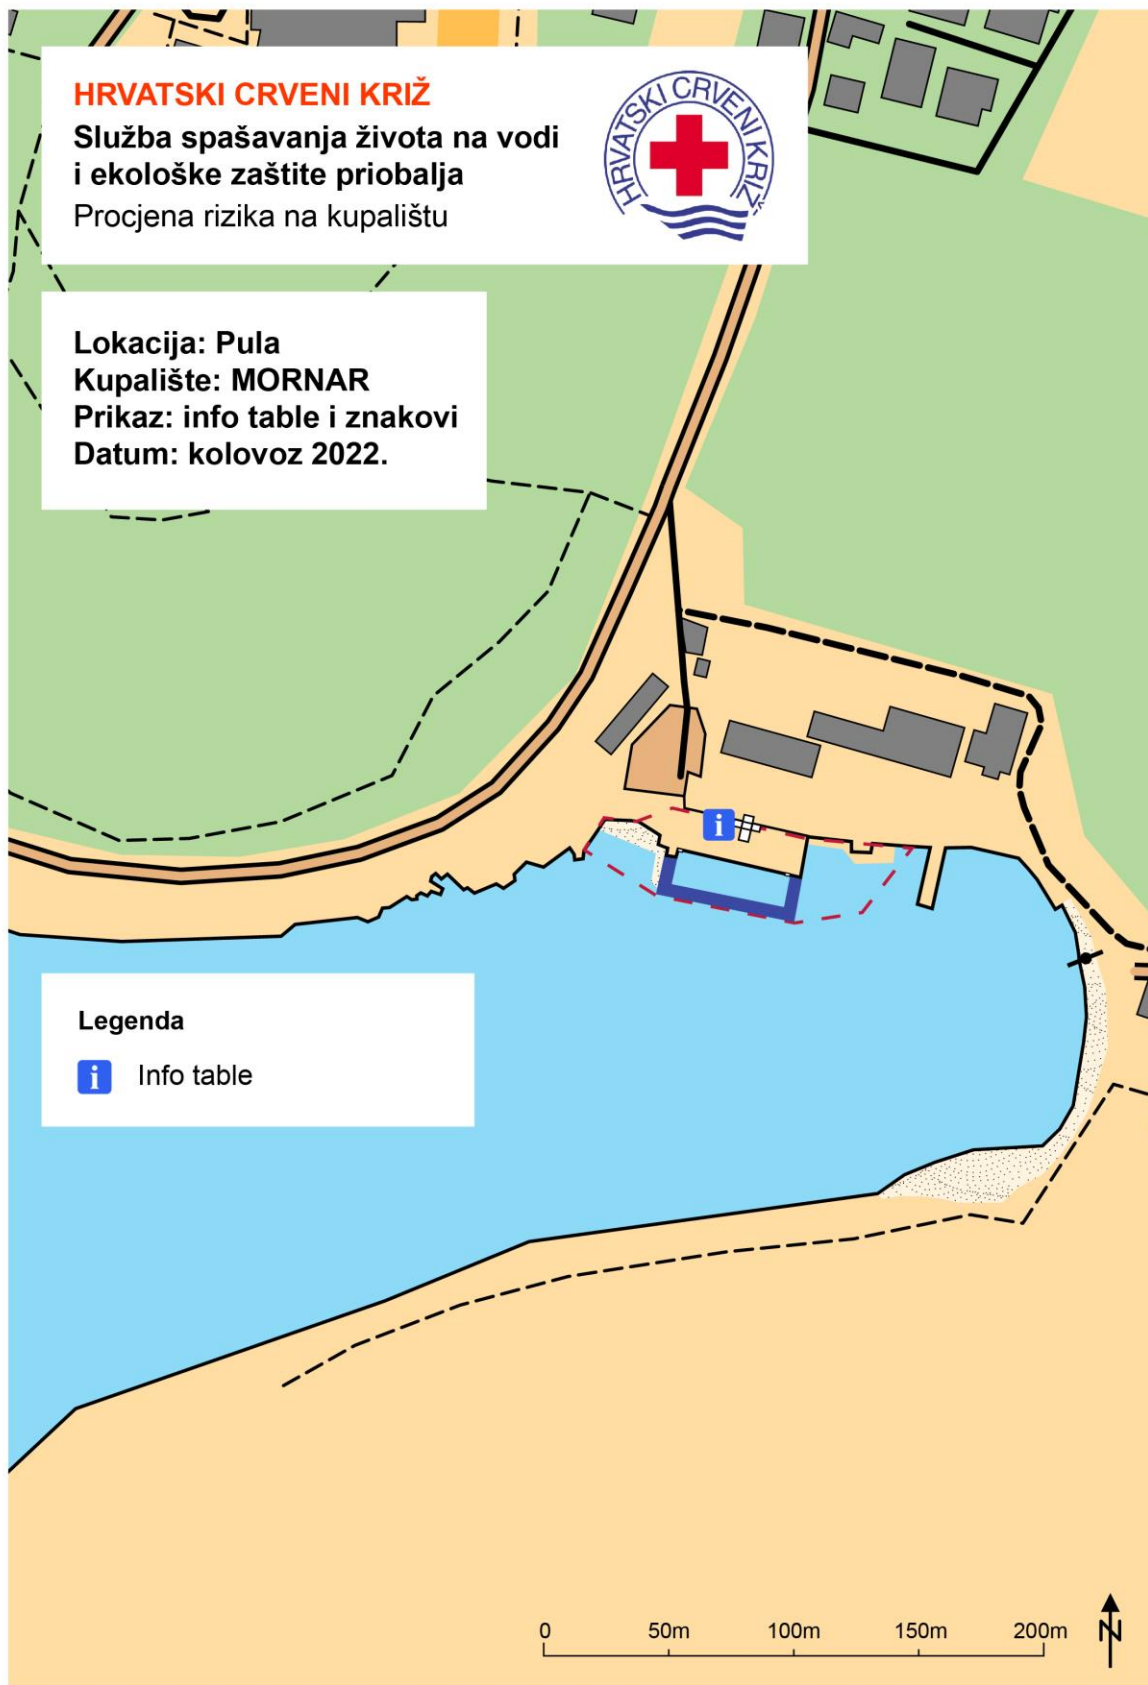 HRVATSKI CRVENI KRIŽ
Služba spašavanja života na vodi
i ekološke zaštite priobalja
Procjena rizika na kupalištu
HRVATSKI CRVENI KRIŽ
Lokacija: Pula
Kupalište: MORNAR
Prikaz: info table i znakovi
Datum: kolovoz 2022.
i
Legenda
i Info table
0 50m 100m 150m 200m
N